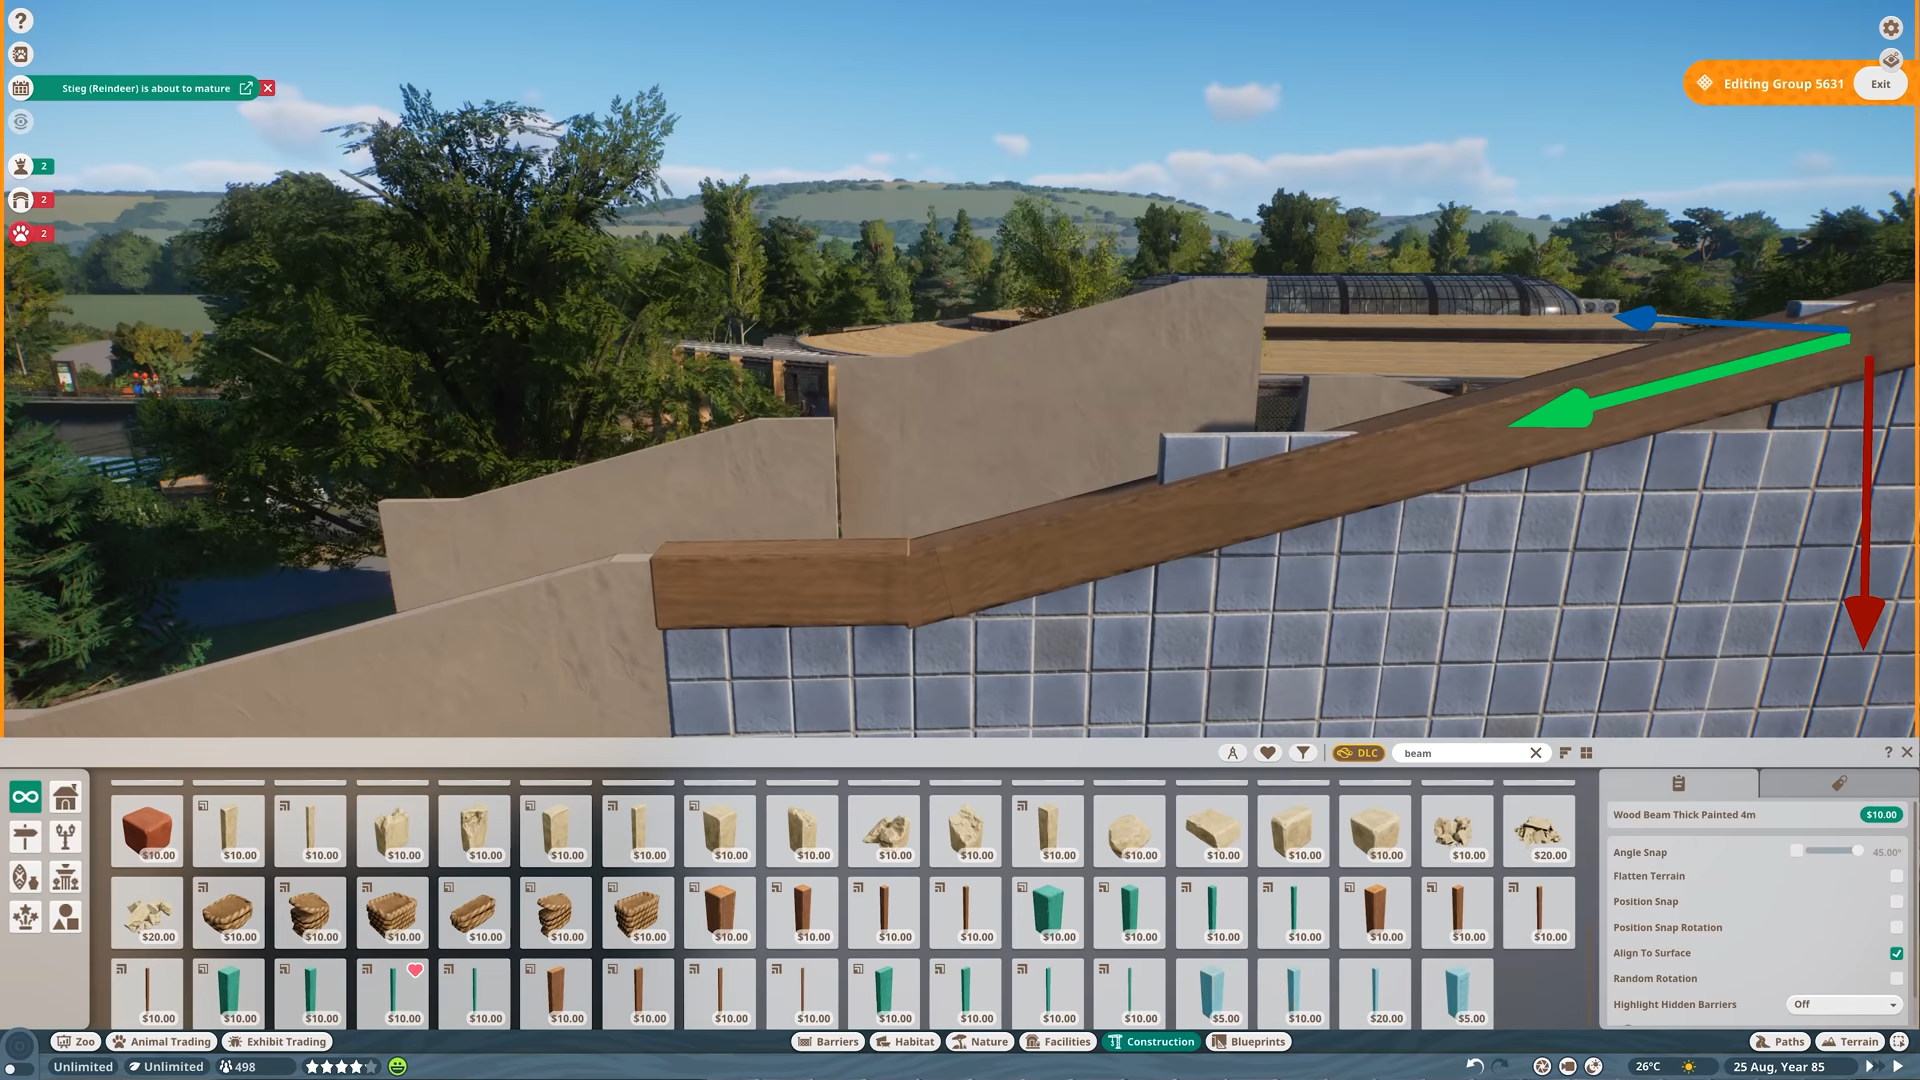 Stieg (Reindeer) is about to mature
Editing Group 5631
Exit
2
2
2
DLC
beam
$10.00 $10.00 $10.00 $10.00 $10.00 $10.00 $10.00 $10.00 $10.00 $10.00 $10.00 $10.00 $10.00 $10.00 $10.00 $10.00 $10.00 $20.00
$20.00 $10.00 $10.00 $10.00 $10.00 $10.00 $10.00 $10.00 $10.00 $10.00 $10.00 $10.00 $10.00 $10.00 $10.00 $10.00 $10.00 $10.00
$10.00 $10.00 $10.00 $10.00 $10.00 $10.00 $10.00 $10.00 $10.00 $10.00 $10.00 $10.00 $10.00 $5.00 $10.00 $20.00 $5.00
Wood Beam Thick Painted 4m $10.00
Angle Snap 45.00°
Flatten Terrain
Position Snap
Position Snap Rotation
Align To Surface
Random Rotation
Highlight Hidden Barriers Off
Zoo Animal Trading Exhibit Trading Barriers Habitat Nature Facilities Construction Blueprints Paths Terrain
Unlimited Unlimited 498 26°C 25 Aug, Year 85